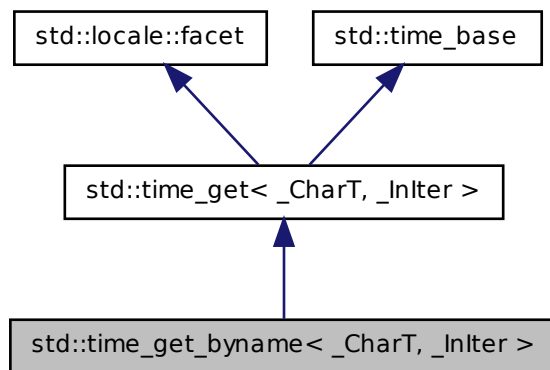 std::locale::facet
std::time_base
std::time_get< _CharT, _InIter >
std::time_get_byname< _CharT, _InIter >